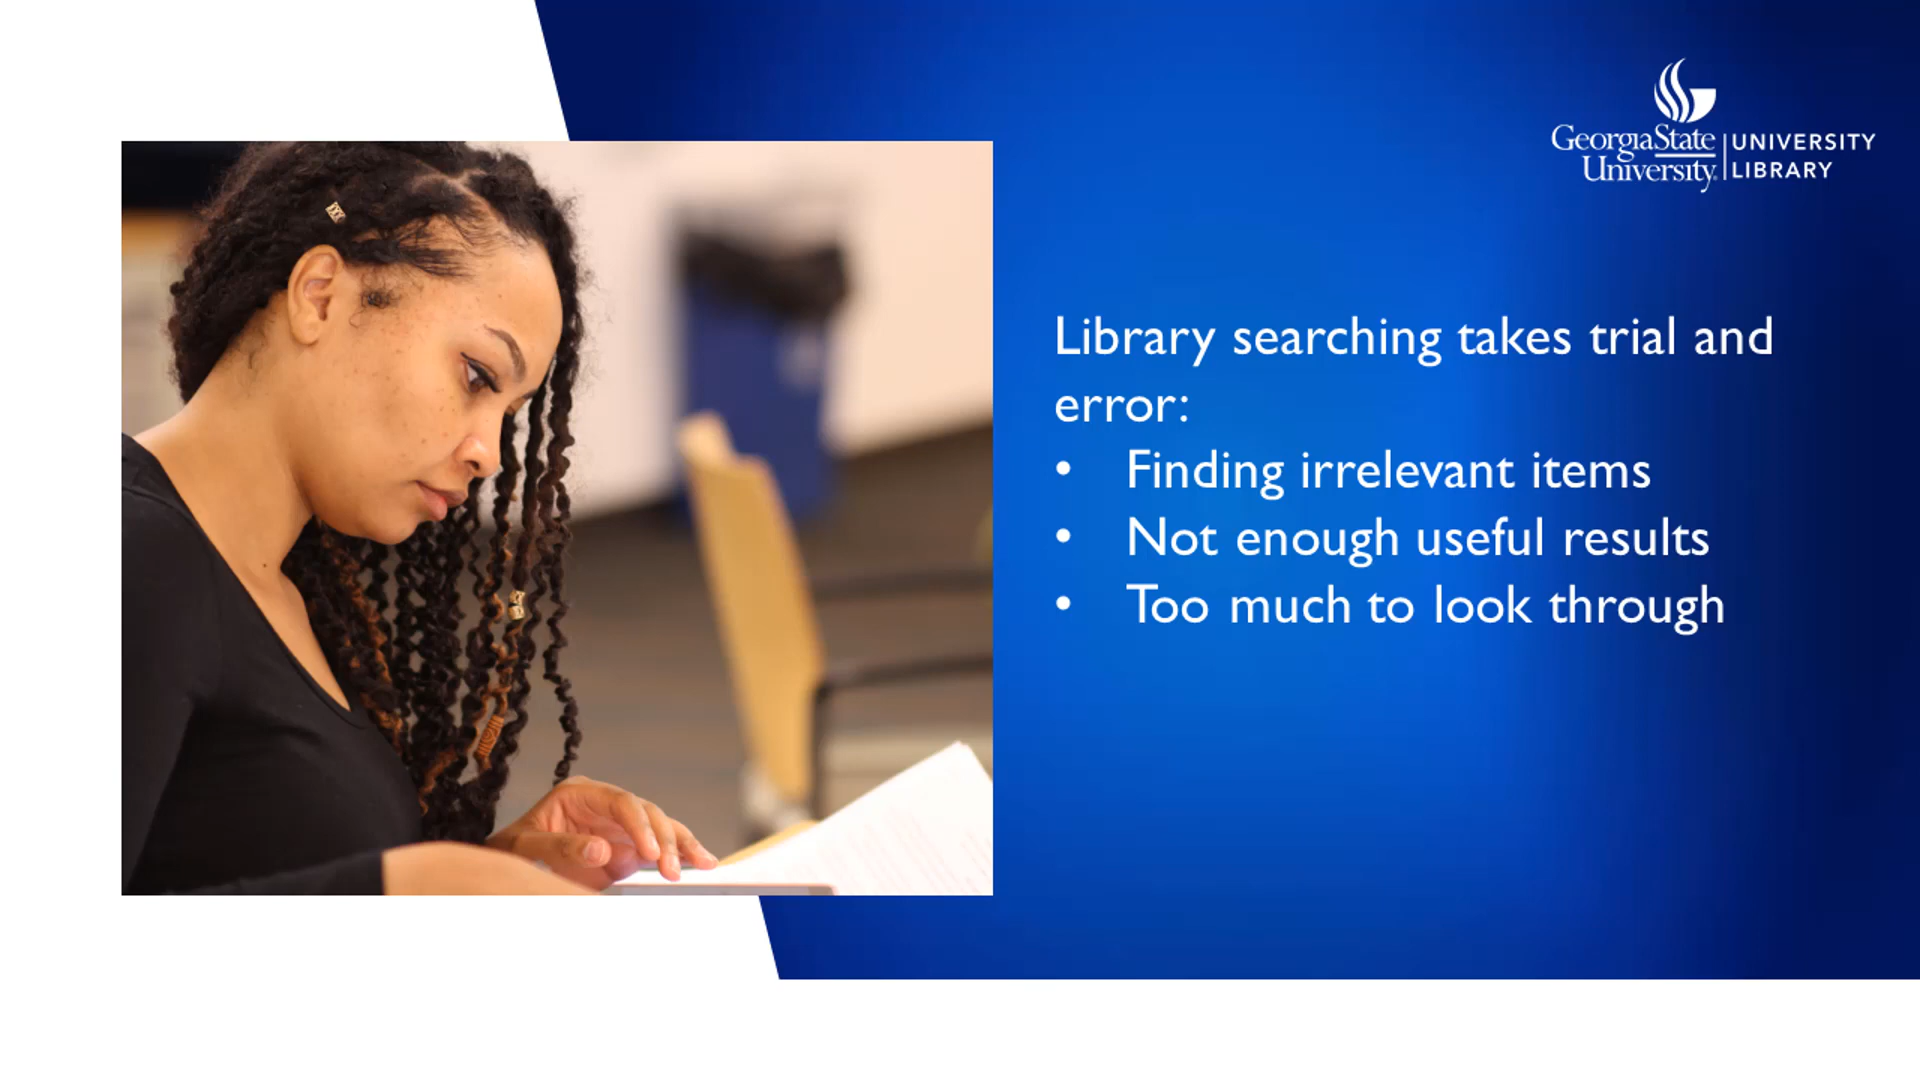 GeorgiaState
University
UNIVERSITY
LIBRARY
Library searching takes trial and
error:
• Finding irrelevant items
• Not enough useful results
• Too much to look through